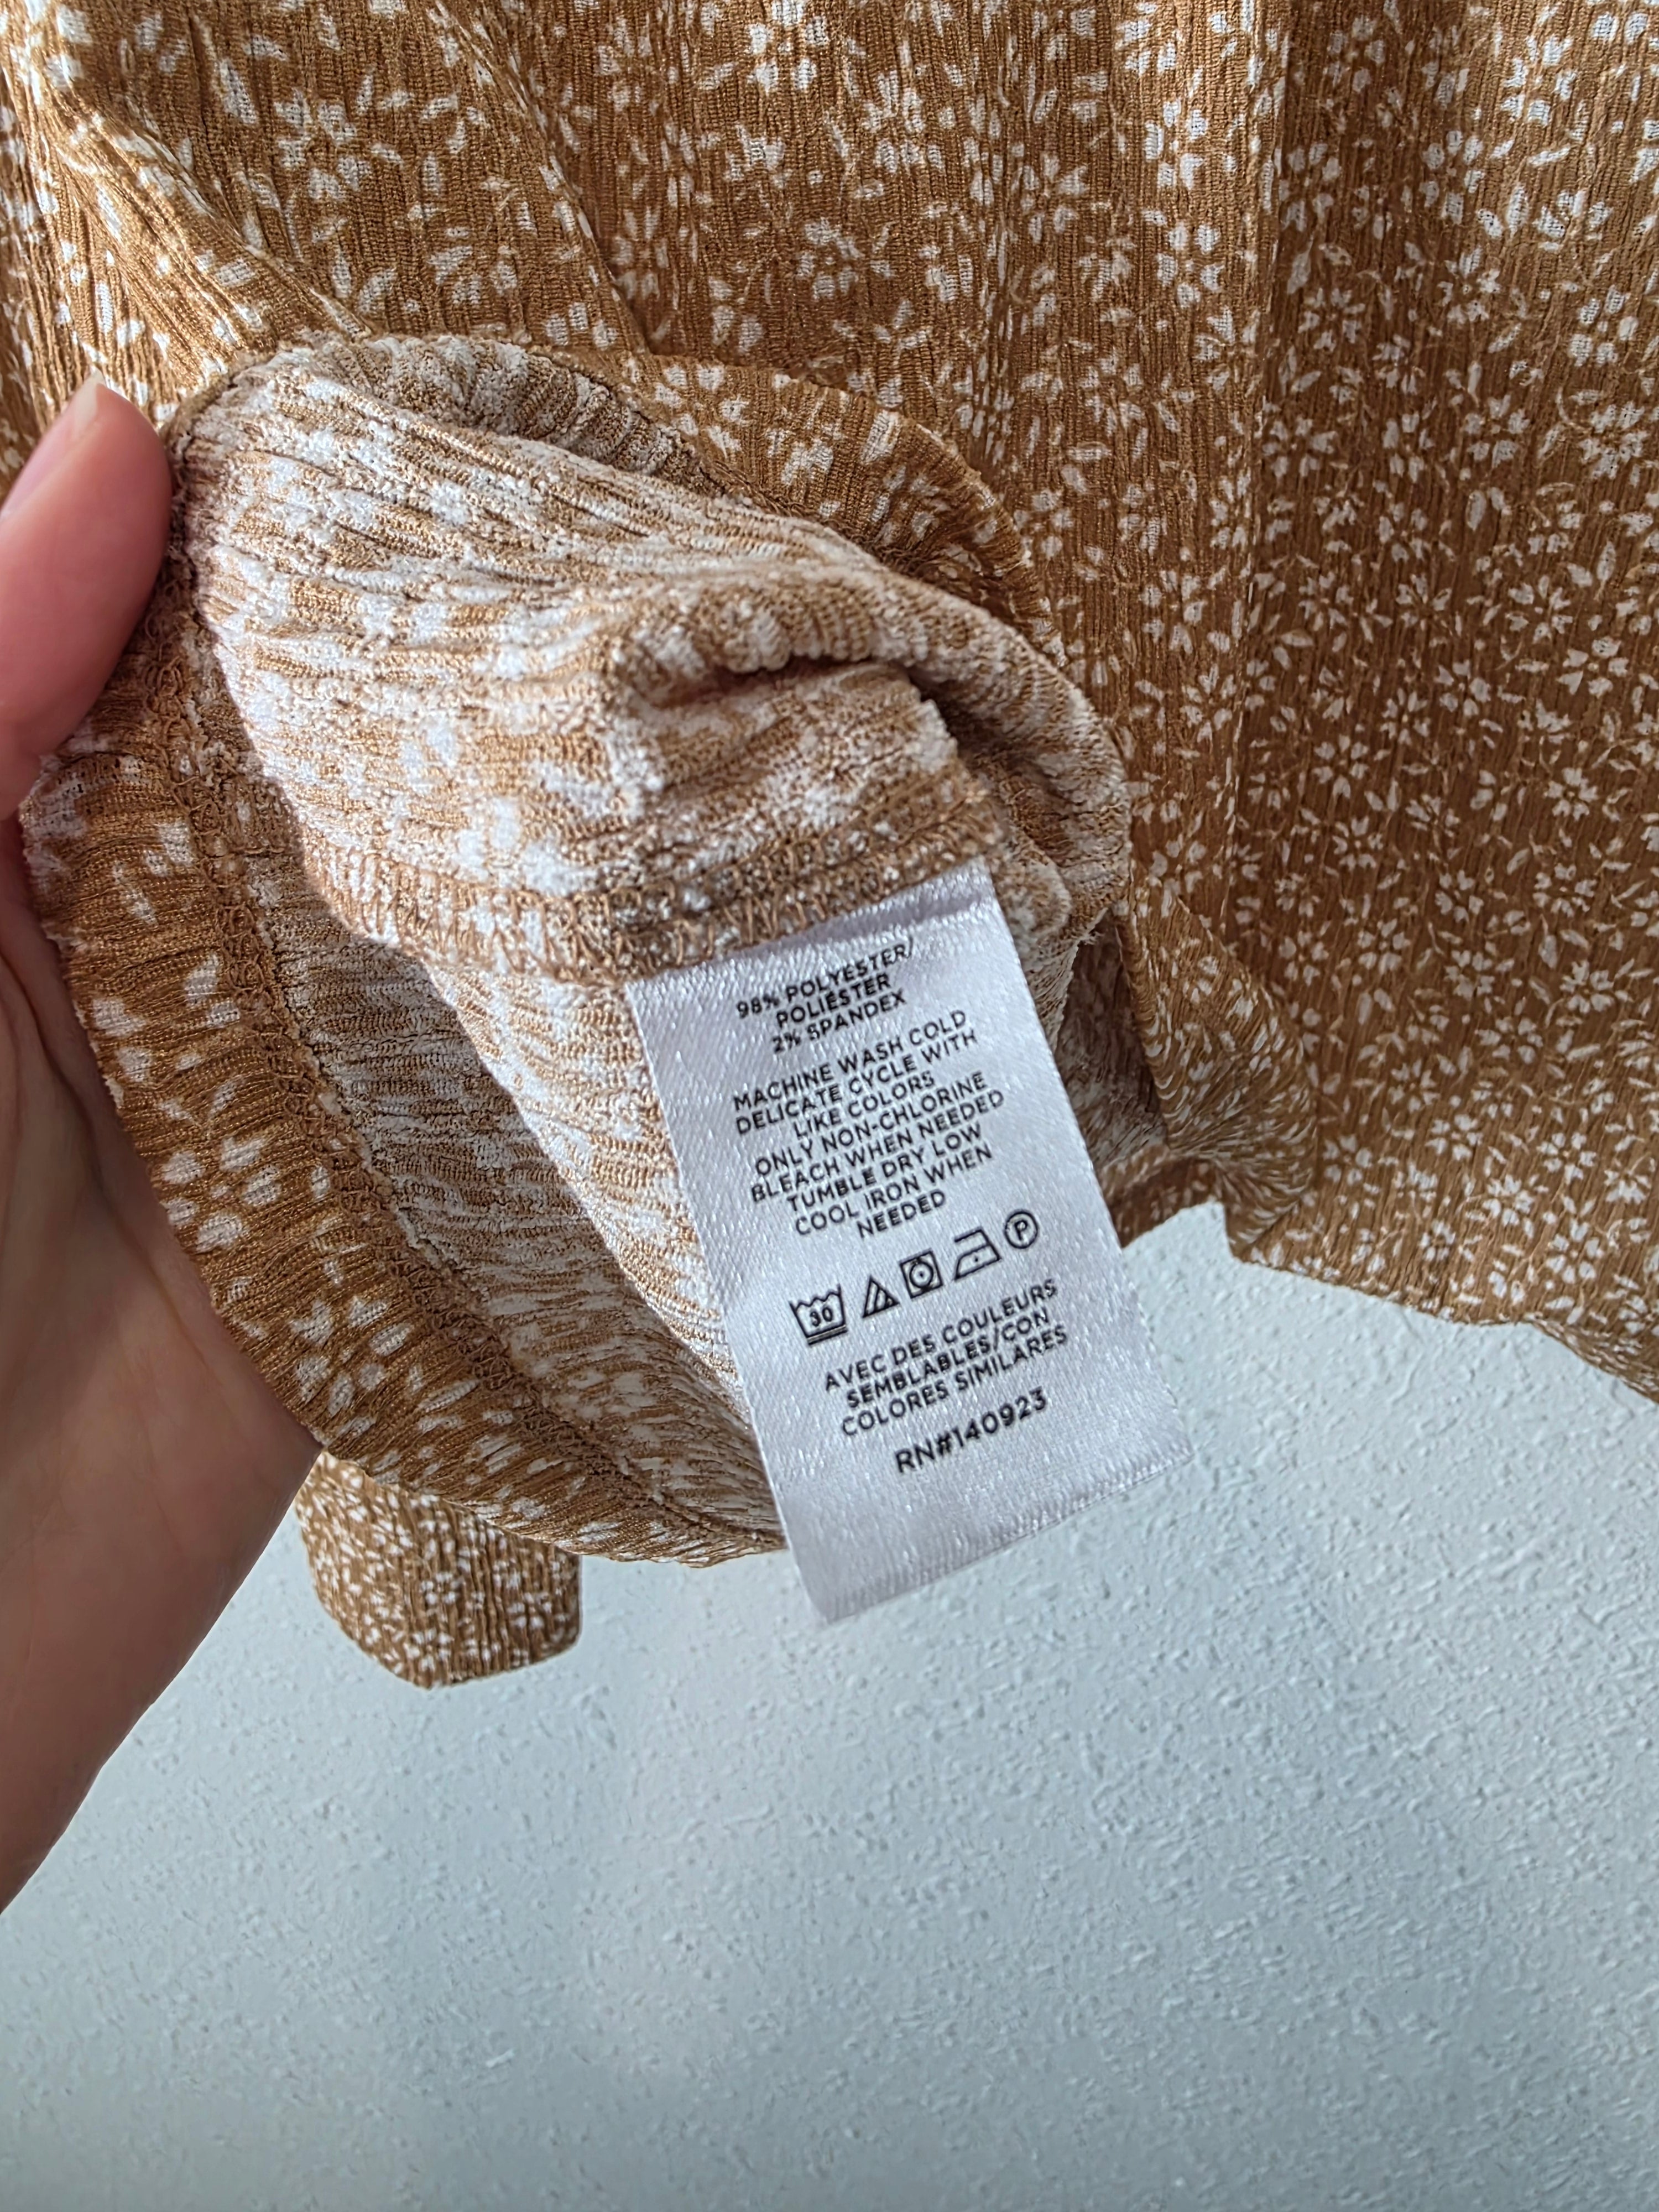 98% POLYESTER/
POLIÉSTER
2% SPANDEX
MACHINE WASH COLD
DELICATE CYCLE WITH
LIKE COLORS
ONLY NON-CHLORINE
BLEACH WHEN NEEDED
TUMBLE DRY LOW
COOL IRON WHEN
NEEDED
30 P
AVEC DES COULEURS
SEMBLABLES/CON
COLORES SIMILARES
RN#140923